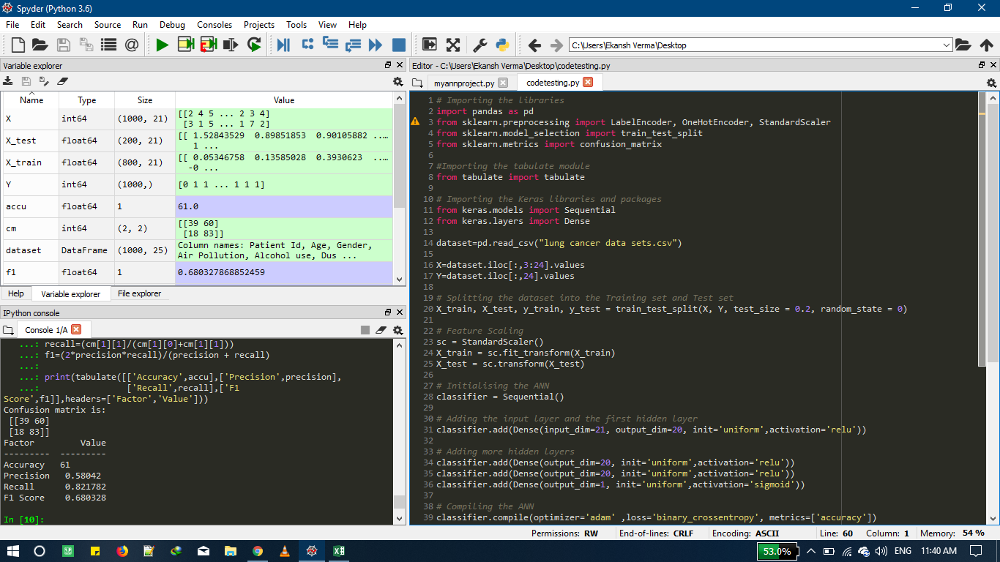 Spyder (Python 3.6)
File Edit Search Source Run Debug Consoles Projects Tools View Help
C:\Users\Ekansh Verma\Desktop
Variable explorer
Name Type Size Value
X int64 (1000, 21) [[2 4 5 ... 2 3 4]
[3 1 5 ... 1 7 2]
X_test float64 (200, 21) [[ 1.52843529 0.89851853 0.90105882 ...…
1 ...
X_train float64 (800, 21) [[ 0.05346758 0.13585028 0.3930623 ...…
-0 ...
Y int64 (1000,) [0 1 1 ... 1 1 1]
accu float64 1 61.0
cm int64 (2, 2) [[39 60]
[18 83]]
dataset DataFrame (1000, 25) Column names: Patient Id, Age, Gender,
Air Pollution, Alcohol use, Dus ...
f1 float64 1 0.680327868852459
Help Variable explorer File explorer
IPython console
Console 1/A
...: recall=(cm[1][1]/(cm[1][0]+cm[1][1]))
...: f1=(2*precision*recall)/(precision + recall)
...:
...: print(tabulate([['Accuracy',accu],['Precision',precision],
...: ['Recall',recall],['F1
Score',f1]],headers=['Factor','Value']))
Confusion matrix is:
[[39 60]
[18 83]]
Factor Value
--------- ---------
Accuracy 61
Precision 0.58042
Recall 0.821782
F1 Score 0.680328
In [10]:
Editor - C:\Users\Ekansh Verma\Desktop\codetesting.py
myannproject.py codetesting.py
1 # Importing the libraries
2 import pandas as pd
3 from sklearn.preprocessing import LabelEncoder, OneHotEncoder, StandardScaler
4 from sklearn.model_selection import train_test_split
5 from sklearn.metrics import confusion_matrix
6
7 #Importing the tabulate module
8 from tabulate import tabulate
9
10 # Importing the Keras libraries and packages
11 from keras.models import Sequential
12 from keras.layers import Dense
13
14 dataset=pd.read_csv("lung cancer data sets.csv")
15
16 X=dataset.iloc[:,3:24].values
17 Y=dataset.iloc[:,24].values
18
19 # Splitting the dataset into the Training set and Test set
20 X_train, X_test, y_train, y_test = train_test_split(X, Y, test_size = 0.2, random_state = 0)
21
22 # Feature Scaling
23 sc = StandardScaler()
24 X_train = sc.fit_transform(X_train)
25 X_test = sc.transform(X_test)
26
27 # Initialising the ANN
28 classifier = Sequential()
29
30 # Adding the input layer and the first hidden layer
31 classifier.add(Dense(input_dim=21, output_dim=20, init='uniform',activation='relu'))
32
33 # Adding more hidden layers
34 classifier.add(Dense(output_dim=20, init='uniform',activation='relu'))
35 classifier.add(Dense(output_dim=20, init='uniform',activation='relu'))
36 classifier.add(Dense(output_dim=1, init='uniform',activation='sigmoid'))
37
38 # Compiling the ANN
39 classifier.compile(optimizer='adam' ,loss='binary_crossentropy', metrics=['accuracy'])
Permissions: RW End-of-lines: CRLF Encoding: ASCII Line: 60 Column: 1 Memory: 54 %
53.0% ENG 11:40 AM